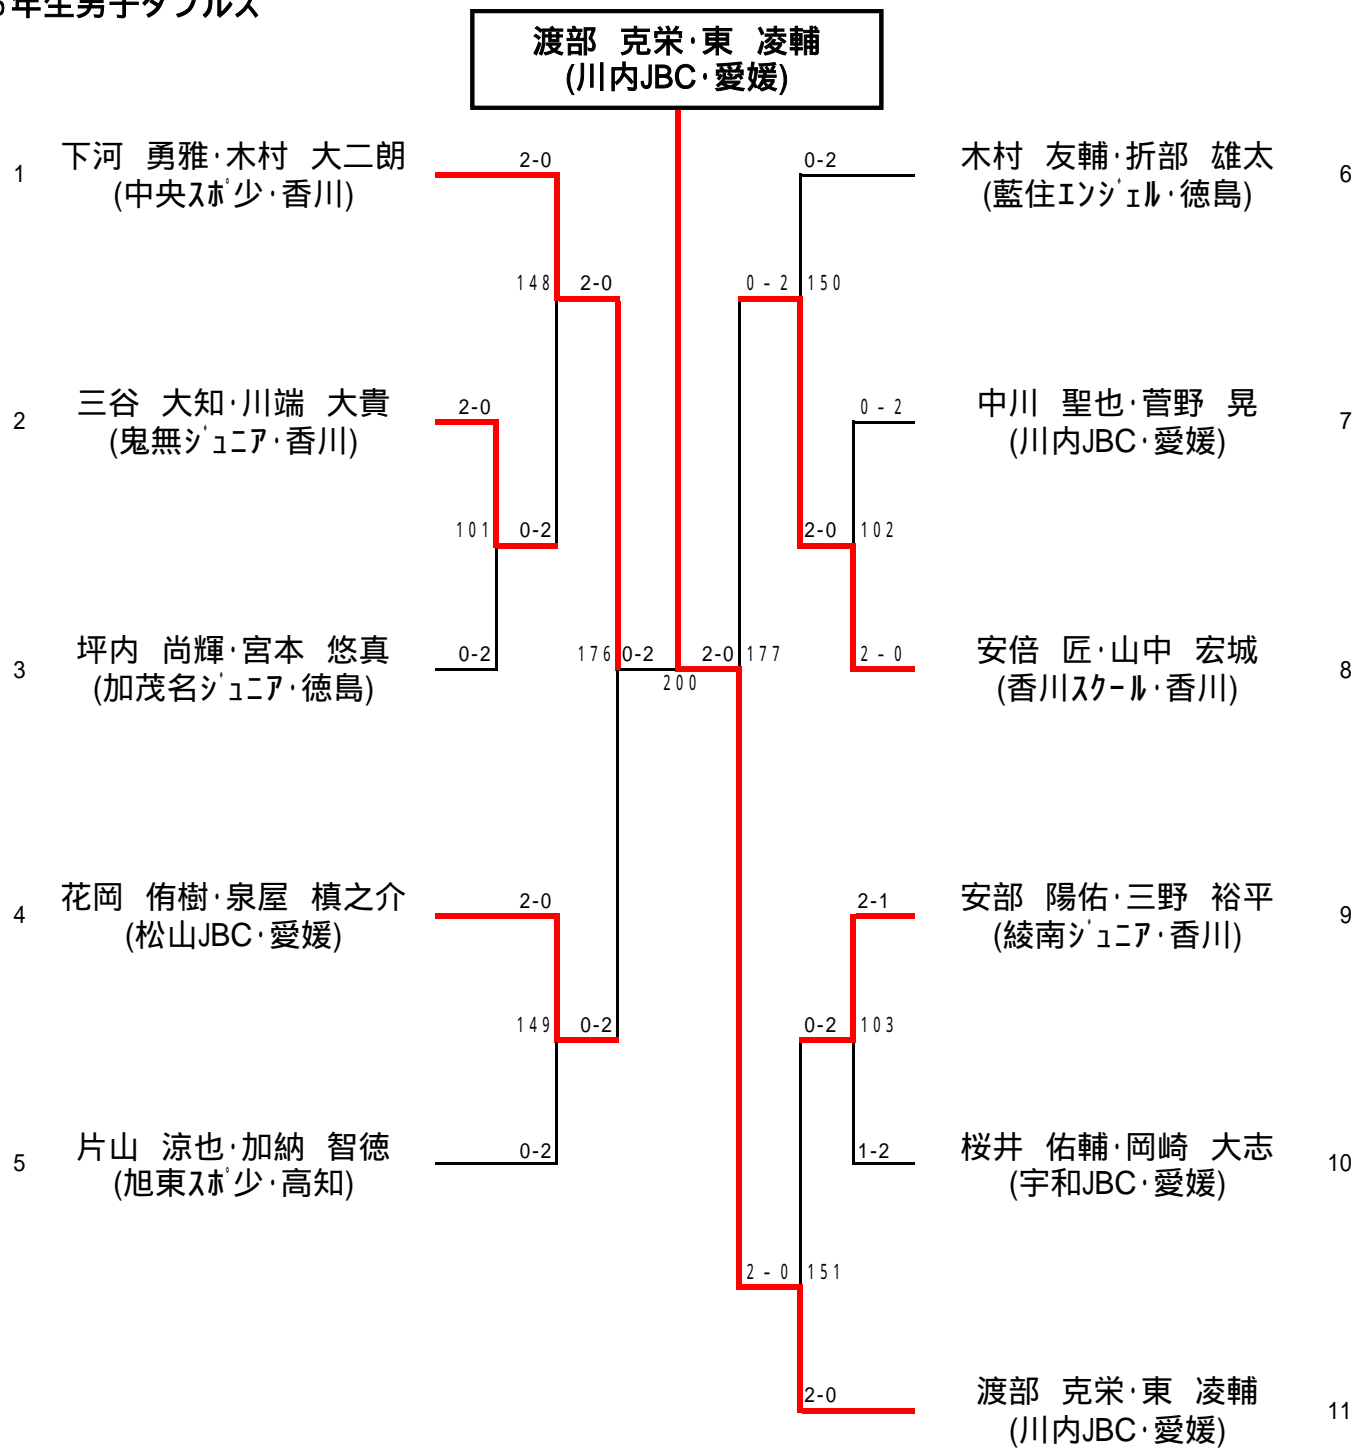 年生男子ダブルス
渡部 克栄・東 凌輔
(川内JBC・愛媛)
1
下河 勇雅・木村 大二朗
(中央ｽﾎﾟ少・香川)
2-0
0-2
木村 友輔・折部 雄太
(藍住ｴﾝｼﾞｪﾙ・徳島)
6
148
2-0
0-2
150
2
三谷 大知・川端 大貴
(鬼無ｼﾞｭﾆｱ・香川)
2-0
0-2
中川 聖也・菅野 晃
(川内JBC・愛媛)
7
101
0-2
2-0
102
3
坪内 尚輝・宮本 悠真
(加茂名ｼﾞｭﾆｱ・徳島)
0-2
176
0-2
200
2-0
177
2-0
安倍 匠・山中 宏城
(香川ｽｸｰﾙ・香川)
8
4
花岡 侑樹・泉屋 槙之介
(松山JBC・愛媛)
2-0
2-1
安部 陽佑・三野 裕平
(綾南ｼﾞｭﾆｱ・香川)
9
149
0-2
0-2
103
5
片山 涼也・加納 智徳
(旭東ｽﾎﾟ少・高知)
0-2
1-2
桜井 佑輔・岡崎 大志
(宇和JBC・愛媛)
10
2-0
151
2-0
渡部 克栄・東 凌輔
(川内JBC・愛媛)
11